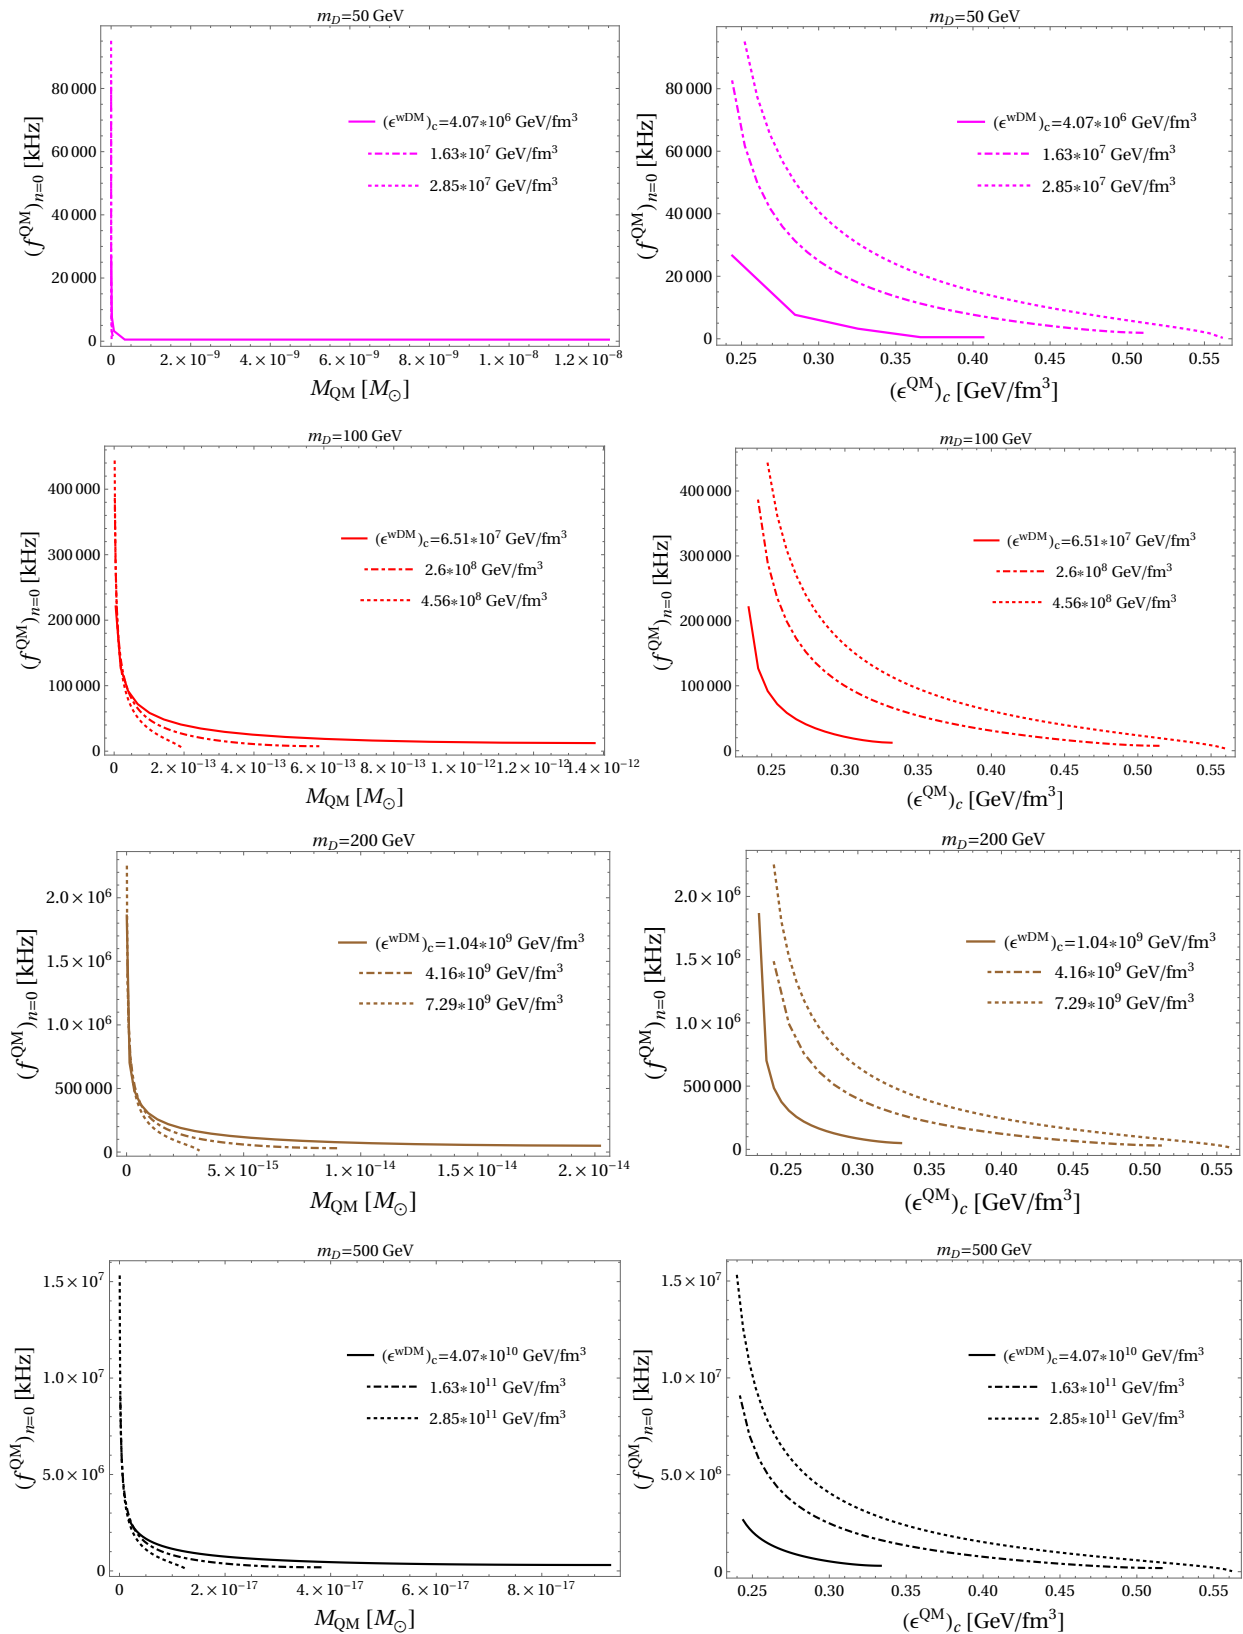 m_D=50 GeV
80 000
60 000
40 000
20 000
0
(f^QM)_n=0 [kHz]
(ϵ^wDM)_c=4.07*10^6 GeV/fm^3
1.63*10^7 GeV/fm^3
2.85*10^7 GeV/fm^3
0 2.×10^-9 4.×10^-9 6.×10^-9 8.×10^-9 1.×10^-8 1.2×10^-8
M_QM [M_⊙]
m_D=50 GeV
80 000
60 000
40 000
20 000
0
(f^QM)_n=0 [kHz]
(ϵ^wDM)_c=4.07*10^6 GeV/fm^3
1.63*10^7 GeV/fm^3
2.85*10^7 GeV/fm^3
0.25 0.30 0.35 0.40 0.45 0.50 0.55
(ϵ^QM)_c [GeV/fm^3]
m_D=100 GeV
400 000
300 000
200 000
100 000
0
(f^QM)_n=0 [kHz]
(ϵ^wDM)_c=6.51*10^7 GeV/fm^3
2.6*10^8 GeV/fm^3
4.56*10^8 GeV/fm^3
0 2.×10^-13 4.×10^-13 6.×10^-13 8.×10^-13 1.×10^-12 1.2×10^-12 1.4×10^-12
M_QM [M_⊙]
m_D=100 GeV
400 000
300 000
200 000
100 000
0
(f^QM)_n=0 [kHz]
(ϵ^wDM)_c=6.51*10^7 GeV/fm^3
2.6*10^8 GeV/fm^3
4.56*10^8 GeV/fm^3
0.25 0.30 0.35 0.40 0.45 0.50 0.55
(ϵ^QM)_c [GeV/fm^3]
m_D=200 GeV
2.0×10^6
1.5×10^6
1.0×10^6
500 000
0
(f^QM)_n=0 [kHz]
(ϵ^wDM)_c=1.04*10^9 GeV/fm^3
4.16*10^9 GeV/fm^3
7.29*10^9 GeV/fm^3
0 5.×10^-15 1.×10^-14 1.5×10^-14 2.0×10^-14
M_QM [M_⊙]
m_D=200 GeV
2.0×10^6
1.5×10^6
1.0×10^6
500 000
0
(f^QM)_n=0 [kHz]
(ϵ^wDM)_c=1.04*10^9 GeV/fm^3
4.16*10^9 GeV/fm^3
7.29*10^9 GeV/fm^3
0.25 0.30 0.35 0.40 0.45 0.50 0.55
(ϵ^QM)_c [GeV/fm^3]
m_D=500 GeV
1.5×10^7
1.0×10^7
5.0×10^6
0
(f^QM)_n=0 [kHz]
(ϵ^wDM)_c=4.07*10^10 GeV/fm^3
1.63*10^11 GeV/fm^3
2.85*10^11 GeV/fm^3
0 2.×10^-17 4.×10^-17 6.×10^-17 8.×10^-17
M_QM [M_⊙]
m_D=500 GeV
1.5×10^7
1.0×10^7
5.0×10^6
0
(f^QM)_n=0 [kHz]
(ϵ^wDM)_c=4.07*10^10 GeV/fm^3
1.63*10^11 GeV/fm^3
2.85*10^11 GeV/fm^3
0.25 0.30 0.35 0.40 0.45 0.50 0.55
(ϵ^QM)_c [GeV/fm^3]